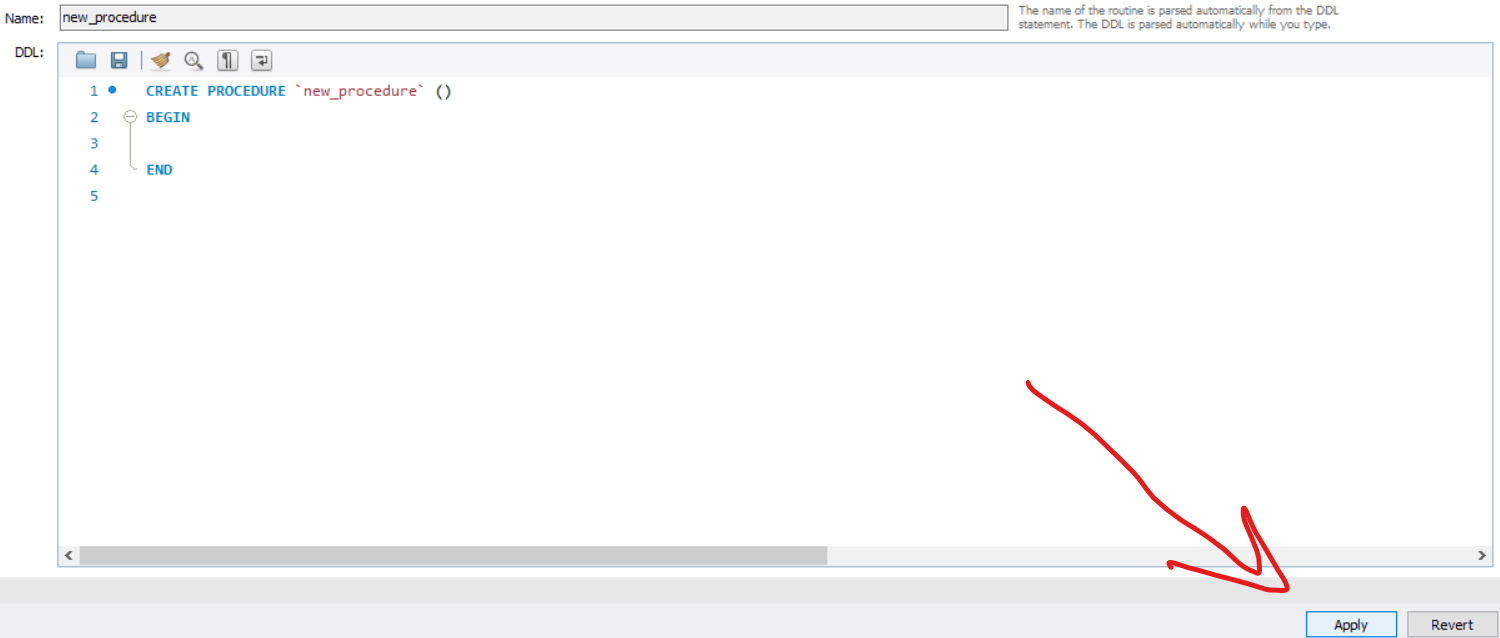 Name: new_procedure
The name of the routine is parsed automatically from the DDL
statement. The DDL is parsed automatically while you type.
DDL:
1 CREATE PROCEDURE `new_procedure` ()
2 BEGIN
3
4 END
5
Apply Revert